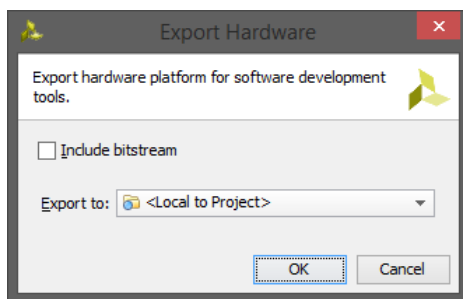 Export Hardware
Export hardware platform for software development
tools.
Include bitstream
Export to: <Local to Project>
OK Cancel